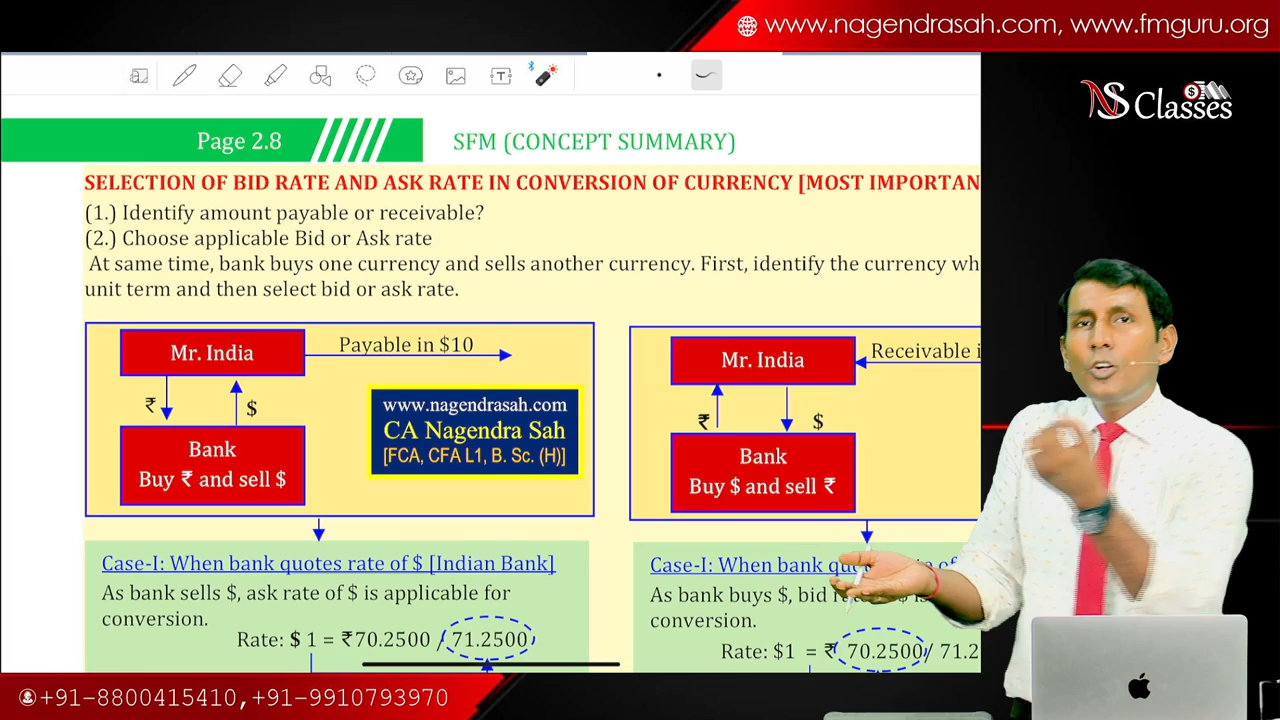 www.nagendrasah.com, www.fmguru.org
NS Classes
Page 2.8
SFM (CONCEPT SUMMARY)
SELECTION OF BID RATE AND ASK RATE IN CONVERSION OF CURRENCY [MOST IMPORTAN
(1.) Identify amount payable or receivable?
(2.) Choose applicable Bid or Ask rate
At same time, bank buys one currency and sells another currency. First, identify the currency wh
unit term and then select bid or ask rate.
Mr. India
Payable in $10
₹ $
www.nagendrasah.com
CA Nagendra Sah
[FCA, CFA L1, B. Sc. (H)]
Bank
Buy ₹ and sell $
Mr. India
Receivable i
₹ $
Bank
Buy $ and sell ₹
Case-I: When bank quotes rate of $ [Indian Bank]
As bank sells $, ask rate of $ is applicable for
conversion.
Rate: $ 1 = ₹70.2500 / 71.2500
Case-I: When bank of
As bank buys $, bid
conversion.
Rate: $1 = ₹ 70.2500/ 71.2
+91-8800415410,+91-9910793970